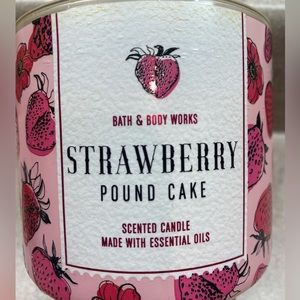 BATH & BODY WORKS
STRAWBERRY
POUND CAKE
SCENTED CANDLE
MADE WITH ESSENTIAL OILS